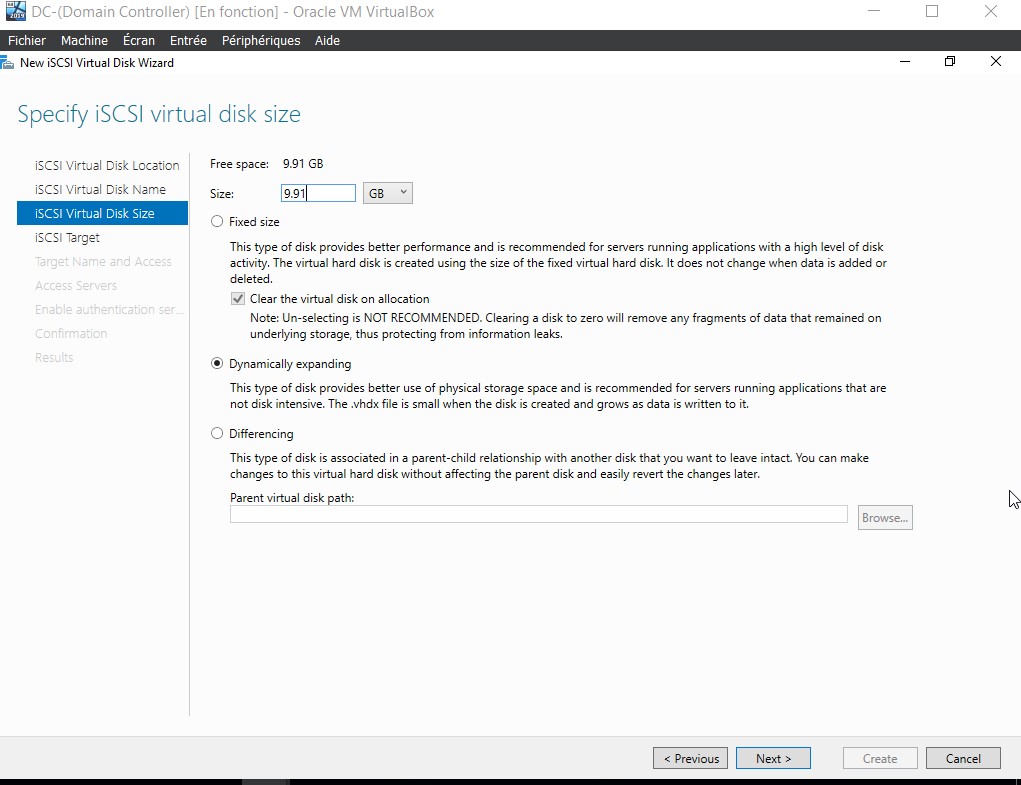 DC-(Domain Controller) [En fonction] - Oracle VM VirtualBox
Fichier Machine Écran Entrée Périphériques Aide
New iSCSI Virtual Disk Wizard
Specify iSCSI virtual disk size
iSCSI Virtual Disk Location
iSCSI Virtual Disk Name
iSCSI Virtual Disk Size
iSCSI Target
Target Name and Access
Access Servers
Enable authentication ser...
Confirmation
Results
Free space: 9.91 GB
Size: 9.91 GB
Fixed size
This type of disk provides better performance and is recommended for servers running applications with a high level of disk
activity. The virtual hard disk is created using the size of the fixed virtual hard disk. It does not change when data is added or
deleted.
Clear the virtual disk on allocation
Note: Un-selecting is NOT RECOMMENDED. Clearing a disk to zero will remove any fragments of data that remained on
underlying storage, thus protecting from information leaks.
Dynamically expanding
This type of disk provides better use of physical storage space and is recommended for servers running applications that are
not disk intensive. The .vhdx file is small when the disk is created and grows as data is written to it.
Differencing
This type of disk is associated in a parent-child relationship with another disk that you want to leave intact. You can make
changes to this virtual hard disk without affecting the parent disk and easily revert the changes later.
Parent virtual disk path:
Browse...
< Previous Next > Create Cancel